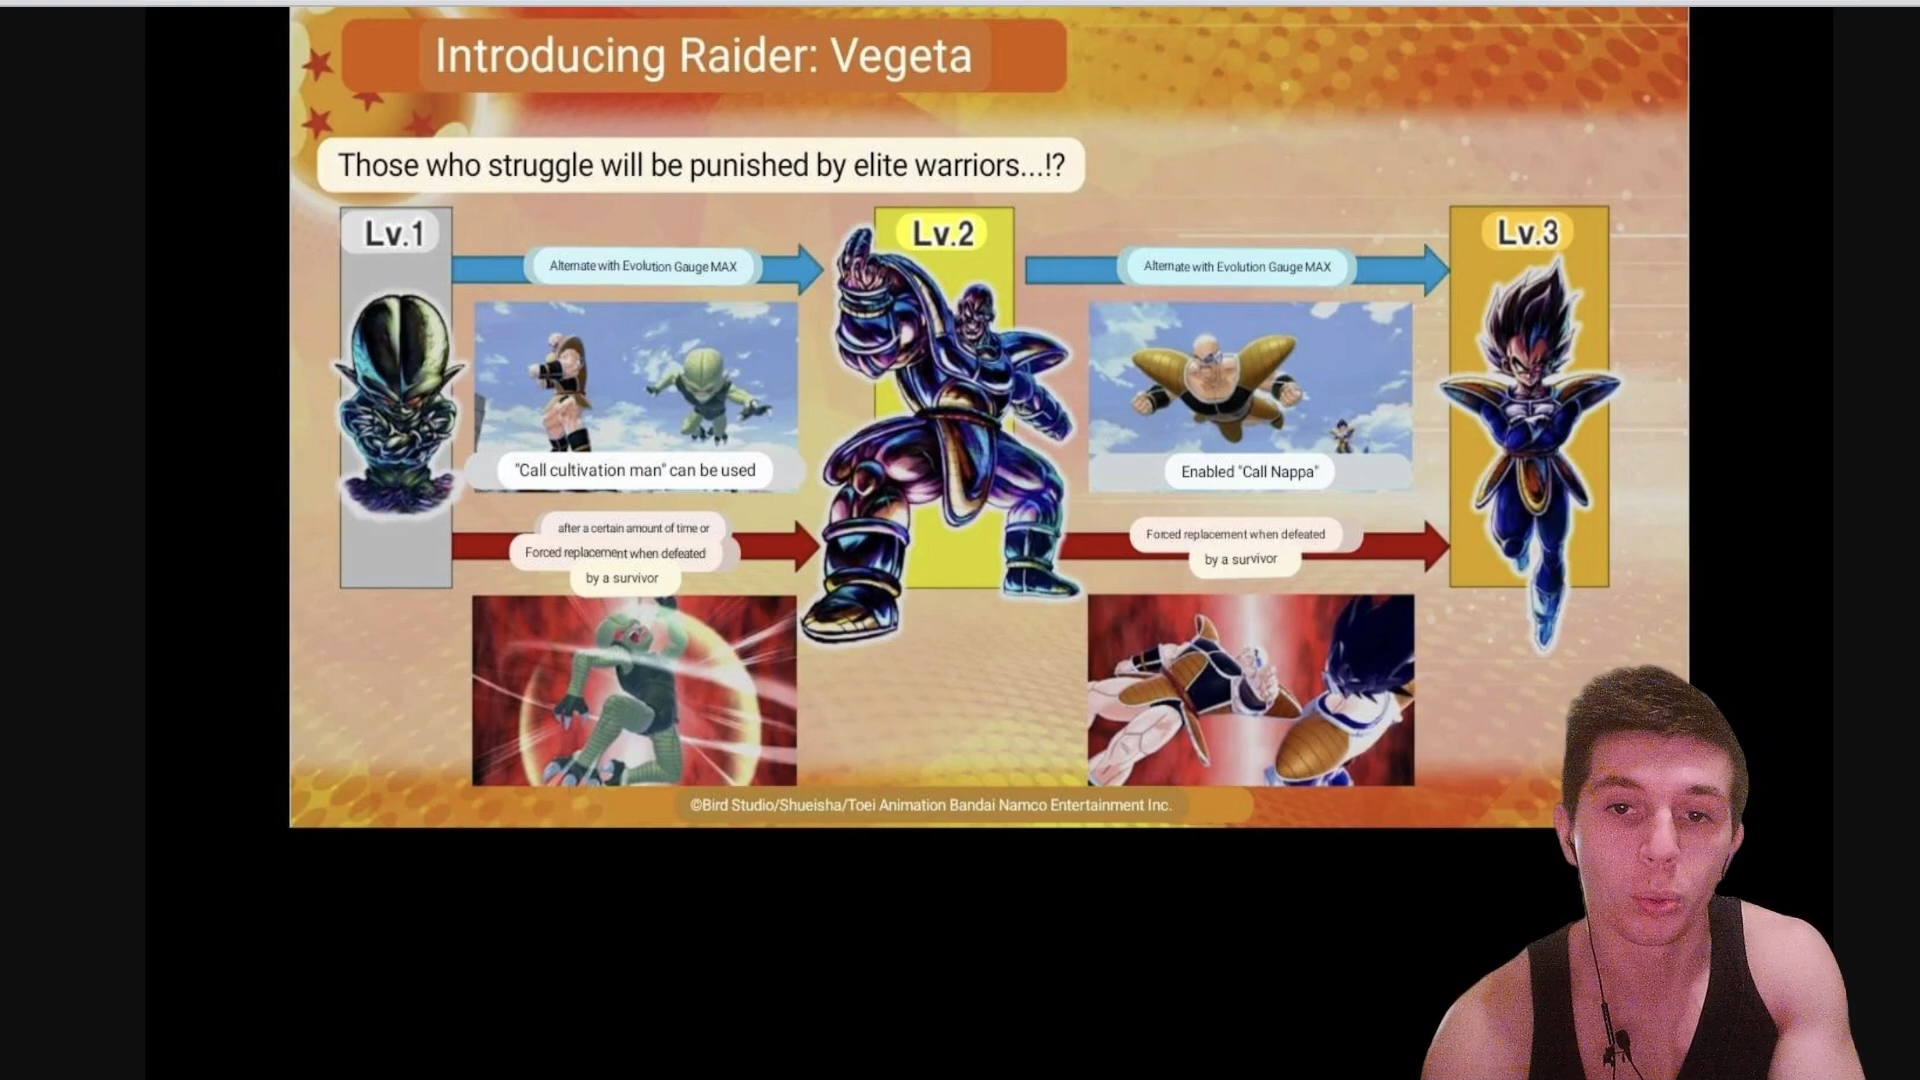 Introducing Raider: Vegeta
Those who struggle will be punished by elite warriors...!?
Lv.1
Alternate with Evolution Gauge MAX
Lv.2
Alternate with Evolution Gauge MAX
Lv.3
"Call cultivation man" can be used
Enabled "Call Nappa"
after a certain amount of time or
Forced replacement when defeated
by a survivor
Forced replacement when defeated
by a survivor
©Bird Studio/Shueisha/Toei Animation Bandai Namco Entertainment Inc.